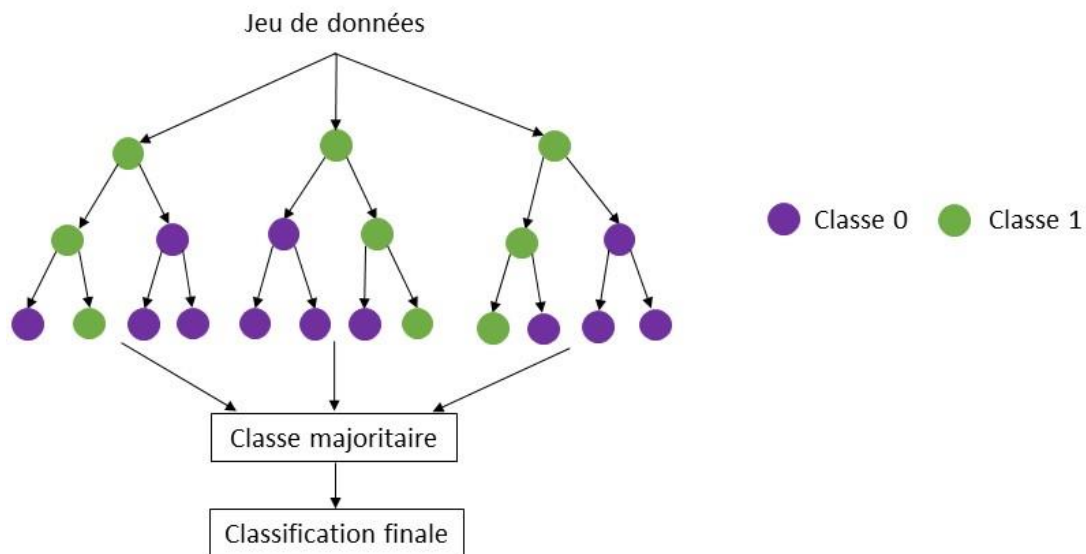 Jeu de données
Classe 0
Classe 1
Classe majoritaire
Classification finale